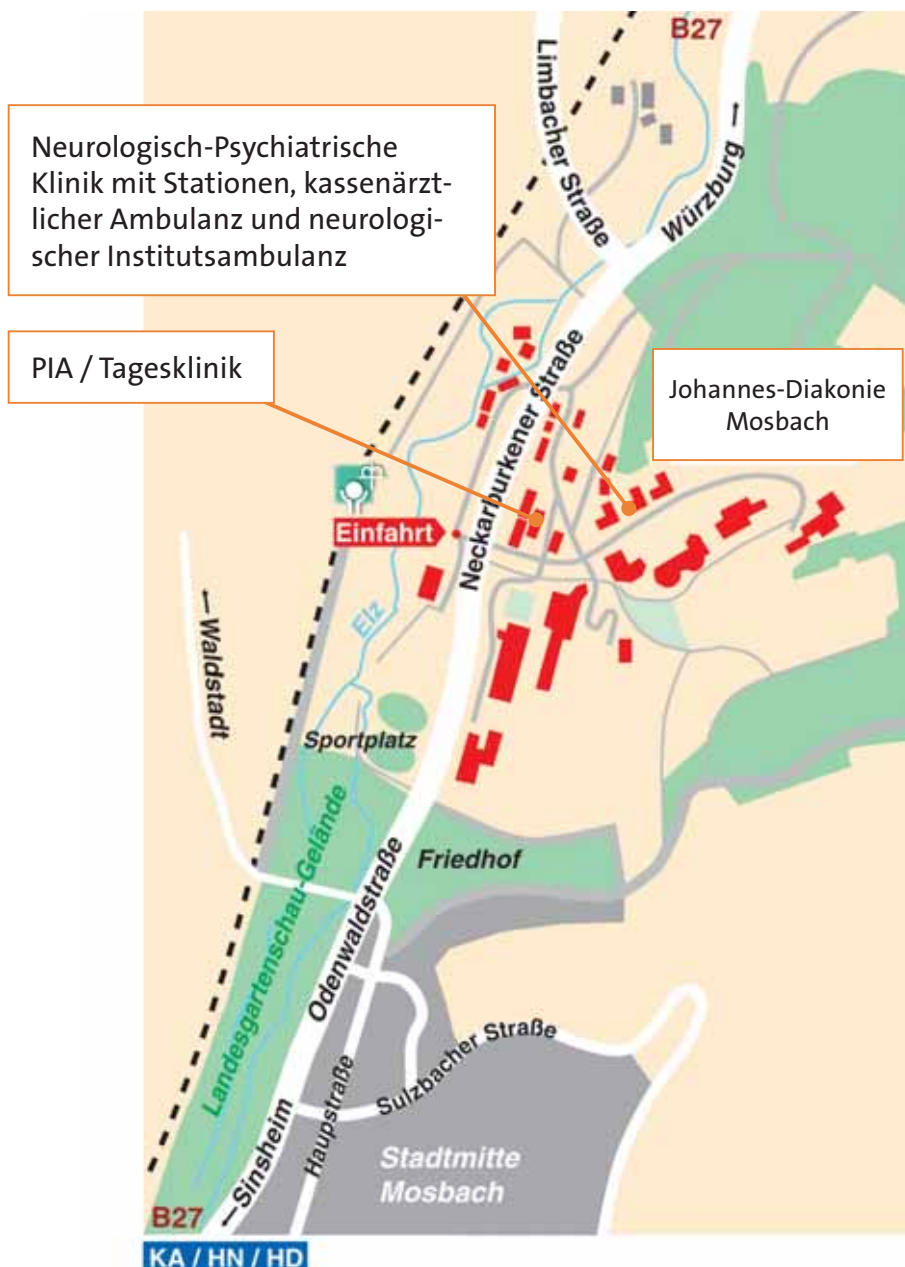 B27
Limbacher Straße
Würzburg →
Neurologisch-Psychiatrische
Klinik mit Stationen, kassenärzt-
licher Ambulanz und neurologi-
scher Institutsambulanz
PIA / Tagesklinik
Johannes-Diakonie
Mosbach
Neckarburkener Straße
Einfahrt
Elz
← Waldstadt
Sportplatz
Friedhof
Landesgartenschau-Gelände
Odenwaldstraße
Haupstraße
Sulzbacher Straße
Stadtmitte
Mosbach
← Sinsheim
B27
KA / HN / HD